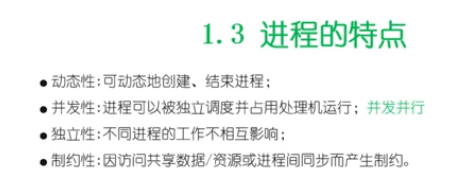 1.3 进程的特点
●动态性:可动态地创建、结束进程;
●并发性:进程可以被独立调度并占用处理机运行; 并发并行
●独立性:不同进程的工作不相互影响;
●制约性:因访问共享数据/资源或进程间同步而产生制约。